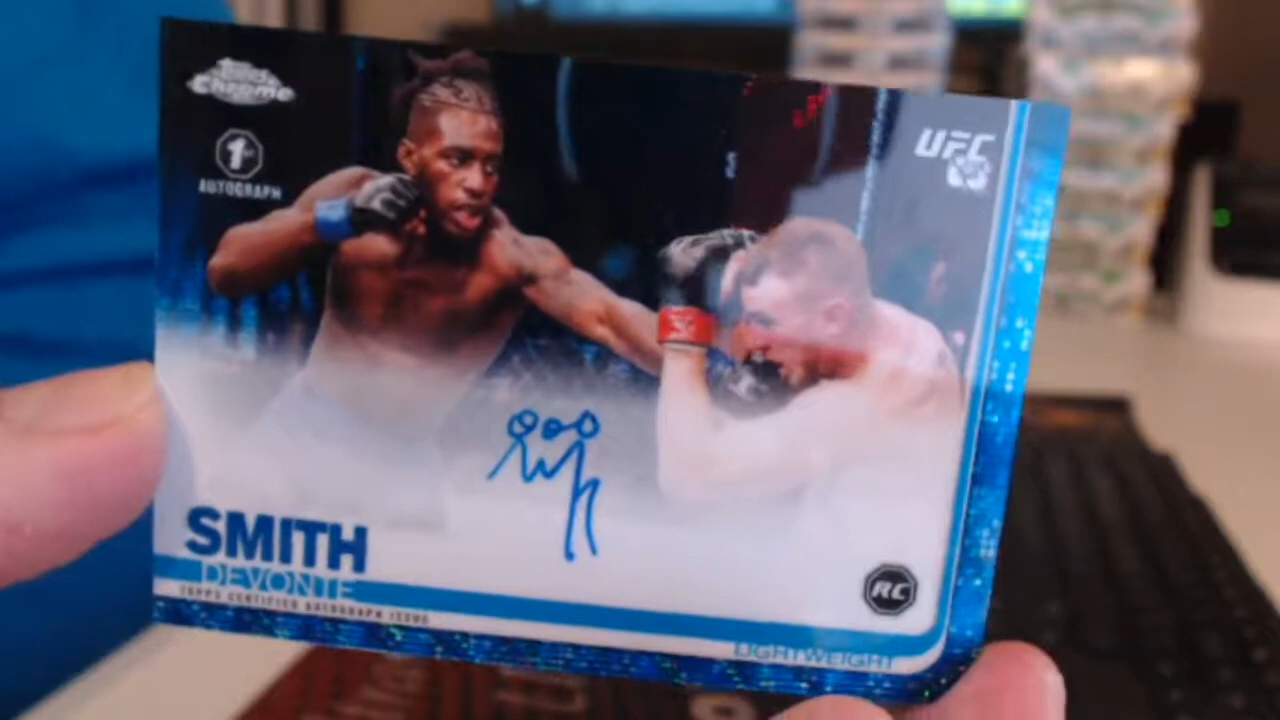 Topps
Chrome
1st
AUTOGRAPH
UFC
SMITH
DEVONTE
TOPPS CERTIFIED AUTOGRAPH ISSUE
RC
LIGHTWEIGHT